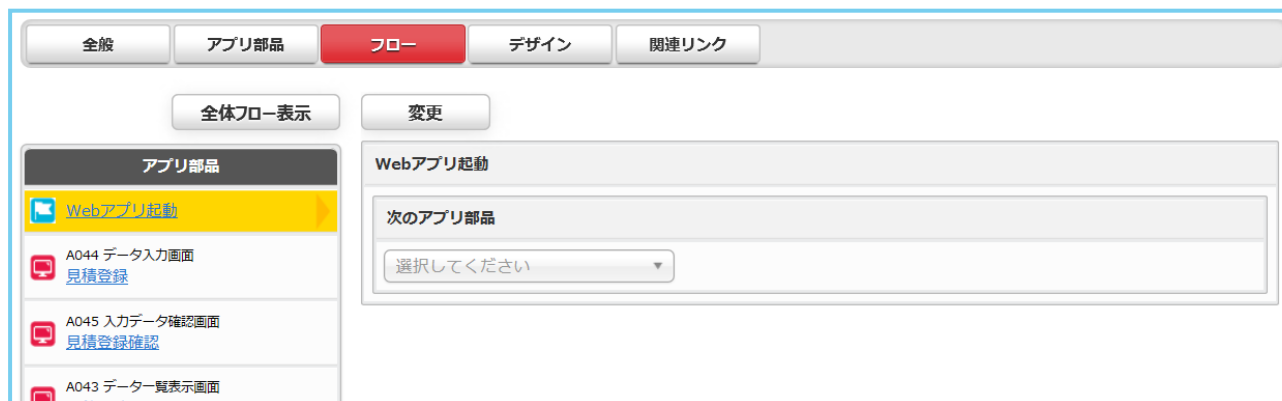 全般 アプリ部品 フロー デザイン 関連リンク
全体フロー表示 変更
アプリ部品
Webアプリ起動
A044 データ入力画面
見積登録
A045 入力データ確認画面
見積登録確認
A043 データ一覧表示画面
Webアプリ起動
次のアプリ部品
選択してください